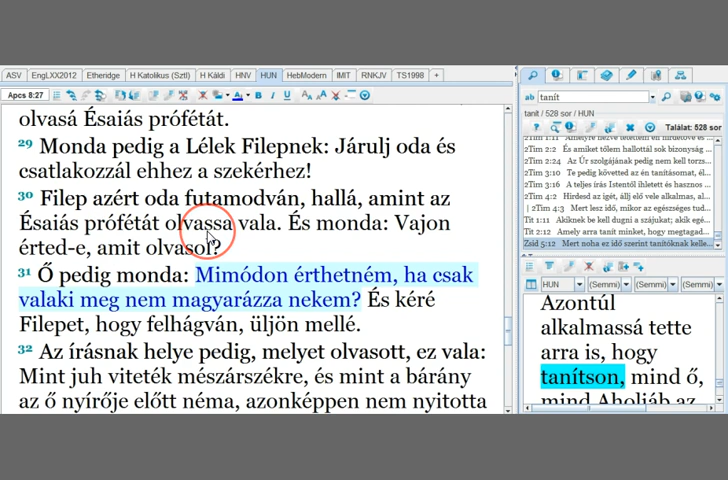 ASV EngLXX2012 Etheridge H Katolikus (Sztl) H Káldi HNV HUN HebModern IMIT RNKJV TS1998 +
Apcs 8:27
olvasá Ésaiás prófétát.
29 Monda pedig a Lélek Filepnek: Járulj oda és
csatlakozzál ehhez a szekérhez!
30 Filep azért oda futamodván, hallá, amint az
Ésaiás prófétát olvassa vala. És monda: Vajon
érted-e, amit olvasol?
31 Ő pedig monda: Mimódon érthetném, ha csak
valaki meg nem magyarázza nekem? És kéré
Filepet, hogy felhágván, üljön mellé.
32 Az írásnak helye pedig, melyet olvasott, ez vala:
Mint juh viteték mészárszékre, és mint a bárány
az ő nyírője előtt néma, azonképpen nem nyitotta
ab tanít
tanít / 528 sor / HUN
Találat: 528 sor
2Tim 2:2 És amiket tőlem hallottál sok bizonyság
2Tim 2:24 Az Úr szolgájának pedig nem kell torzs
2Tim 3:10 Te pedig követted az én tanításomat, él
2Tim 3:16 A teljes írás Istentől ihletett és hasznos
2Tim 4:2 Hirdesd az igét, állj elő vele alkalmas, al
2Tim 4:3 Mert lesz idő, mikor az egészséges tud
Tit 1:11 Akiknek be kell dugni a szájukat; akik egé
Tit 2:12 Amely arra tanít minket, hogy megtaga
Zsid 5:12 Mert noha ez idő szerint tanítóknak kelle
HUN (Semmi) (Semmi) (Semmi)
Azontúl
alkalmassá tette
arra is, hogy
tanítson, mind ő,
mind Aholiáb az